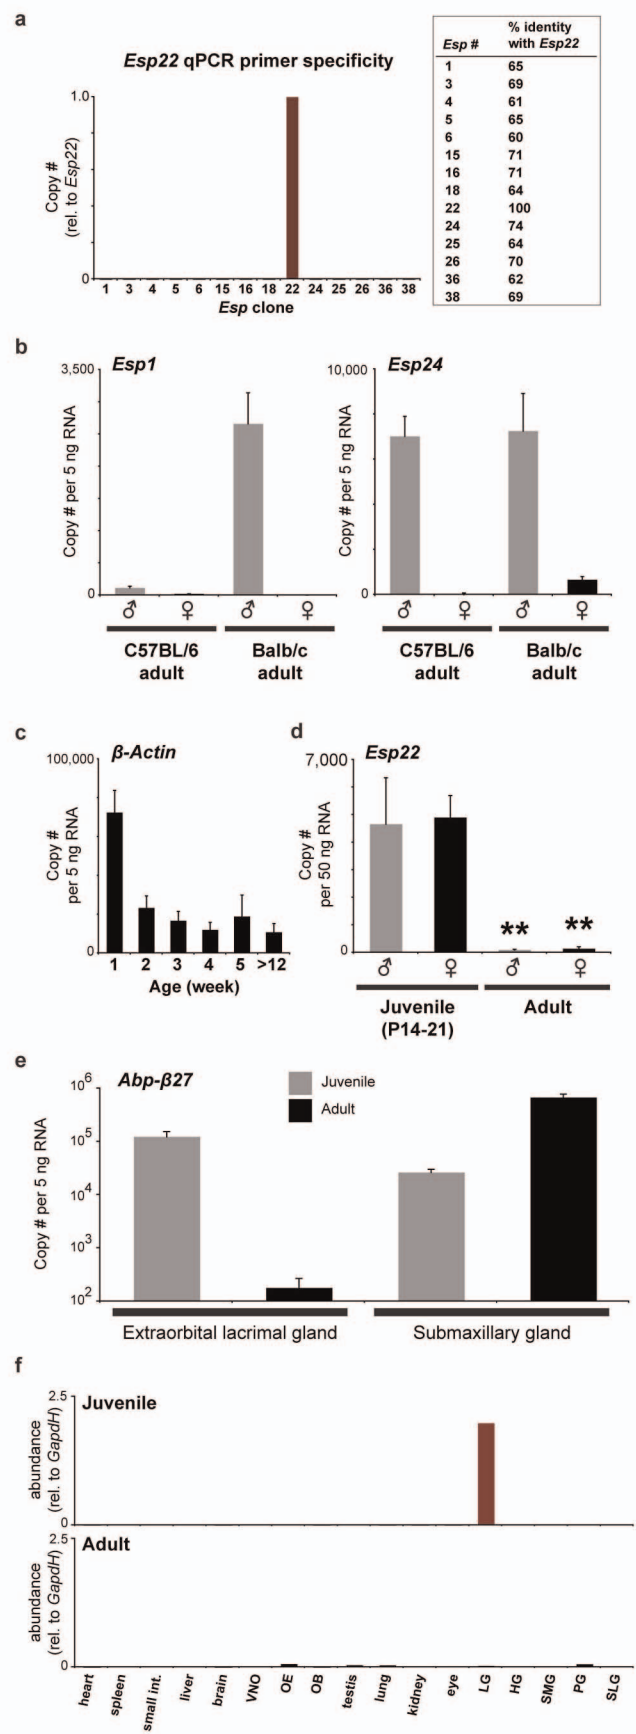 a
Esp22 qPCR primer specificity
Copy #
(rel. to Esp22)
1.0
0
1 3 4 5 6 15 16 18 22 24 25 26 36 38
Esp clone
Esp # % identity with Esp22
1 65
3 69
4 61
5 65
6 60
15 71
16 71
18 64
22 100
24 74
25 64
26 70
36 62
38 69
b
Esp1
Copy # per 5 ng RNA
3,500
0
♂ ♀ ♂ ♀
C57BL/6 adult
Balb/c adult
Esp24
Copy # per 5 ng RNA
10,000
0
♂ ♀ ♂ ♀
C57BL/6 adult
Balb/c adult
c
β-Actin
Copy #
per 5 ng RNA
100,000
0
1 2 3 4 5 >12
Age (week)
d
Esp22
Copy #
per 50 ng RNA
7,000
0
** **
♂ ♀ ♂ ♀
Juvenile
(P14-21)
Adult
e
Abp-β27
Juvenile
Adult
Copy # per 5 ng RNA
10⁶
10⁵
10⁴
10³
10²
Extraorbital lacrimal gland
Submaxillary gland
f
Juvenile
abundance
(rel. to GapdH)
2.5
0
Adult
abundance
(rel. to GapdH)
2.5
0
heart spleen small int. liver brain VNO OE OB testis lung kidney eye LG HG SMG PG SLG